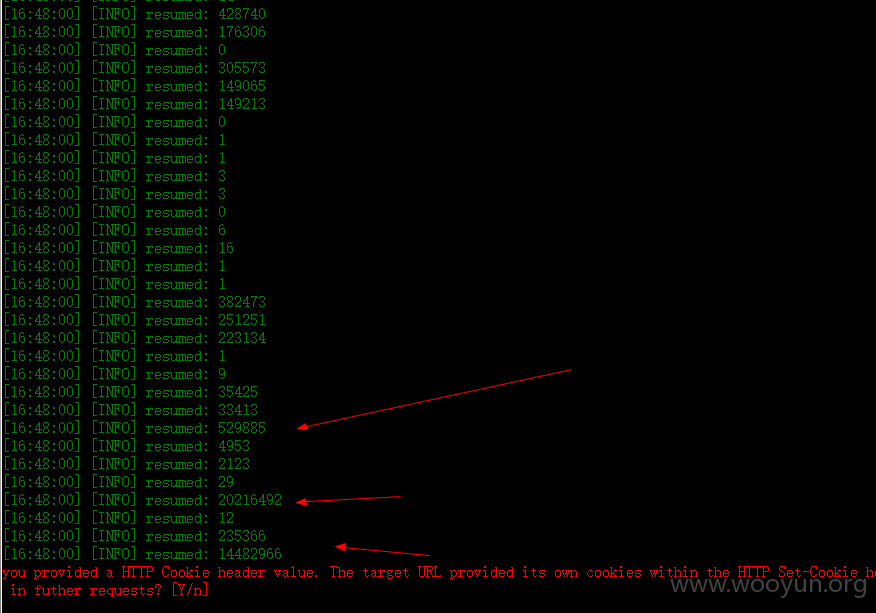 [16:48:00] [INFO] resumed: 428740
[16:48:00] [INFO] resumed: 176306
[16:48:00] [INFO] resumed: 0
[16:48:00] [INFO] resumed: 305573
[16:48:00] [INFO] resumed: 149065
[16:48:00] [INFO] resumed: 149213
[16:48:00] [INFO] resumed: 0
[16:48:00] [INFO] resumed: 1
[16:48:00] [INFO] resumed: 1
[16:48:00] [INFO] resumed: 3
[16:48:00] [INFO] resumed: 3
[16:48:00] [INFO] resumed: 0
[16:48:00] [INFO] resumed: 6
[16:48:00] [INFO] resumed: 16
[16:48:00] [INFO] resumed: 1
[16:48:00] [INFO] resumed: 1
[16:48:00] [INFO] resumed: 382473
[16:48:00] [INFO] resumed: 251251
[16:48:00] [INFO] resumed: 223134
[16:48:00] [INFO] resumed: 1
[16:48:00] [INFO] resumed: 9
[16:48:00] [INFO] resumed: 35425
[16:48:00] [INFO] resumed: 33413
[16:48:00] [INFO] resumed: 529885
[16:48:00] [INFO] resumed: 4953
[16:48:00] [INFO] resumed: 2123
[16:48:00] [INFO] resumed: 29
[16:48:00] [INFO] resumed: 20216492
[16:48:00] [INFO] resumed: 12
[16:48:00] [INFO] resumed: 235366
[16:48:00] [INFO] resumed: 14482966
you provided a HTTP Cookie header value. The target URL provided its own cookies within the HTTP Set-Cookie he
in futher requests? [Y/n]
www.wooyun.org